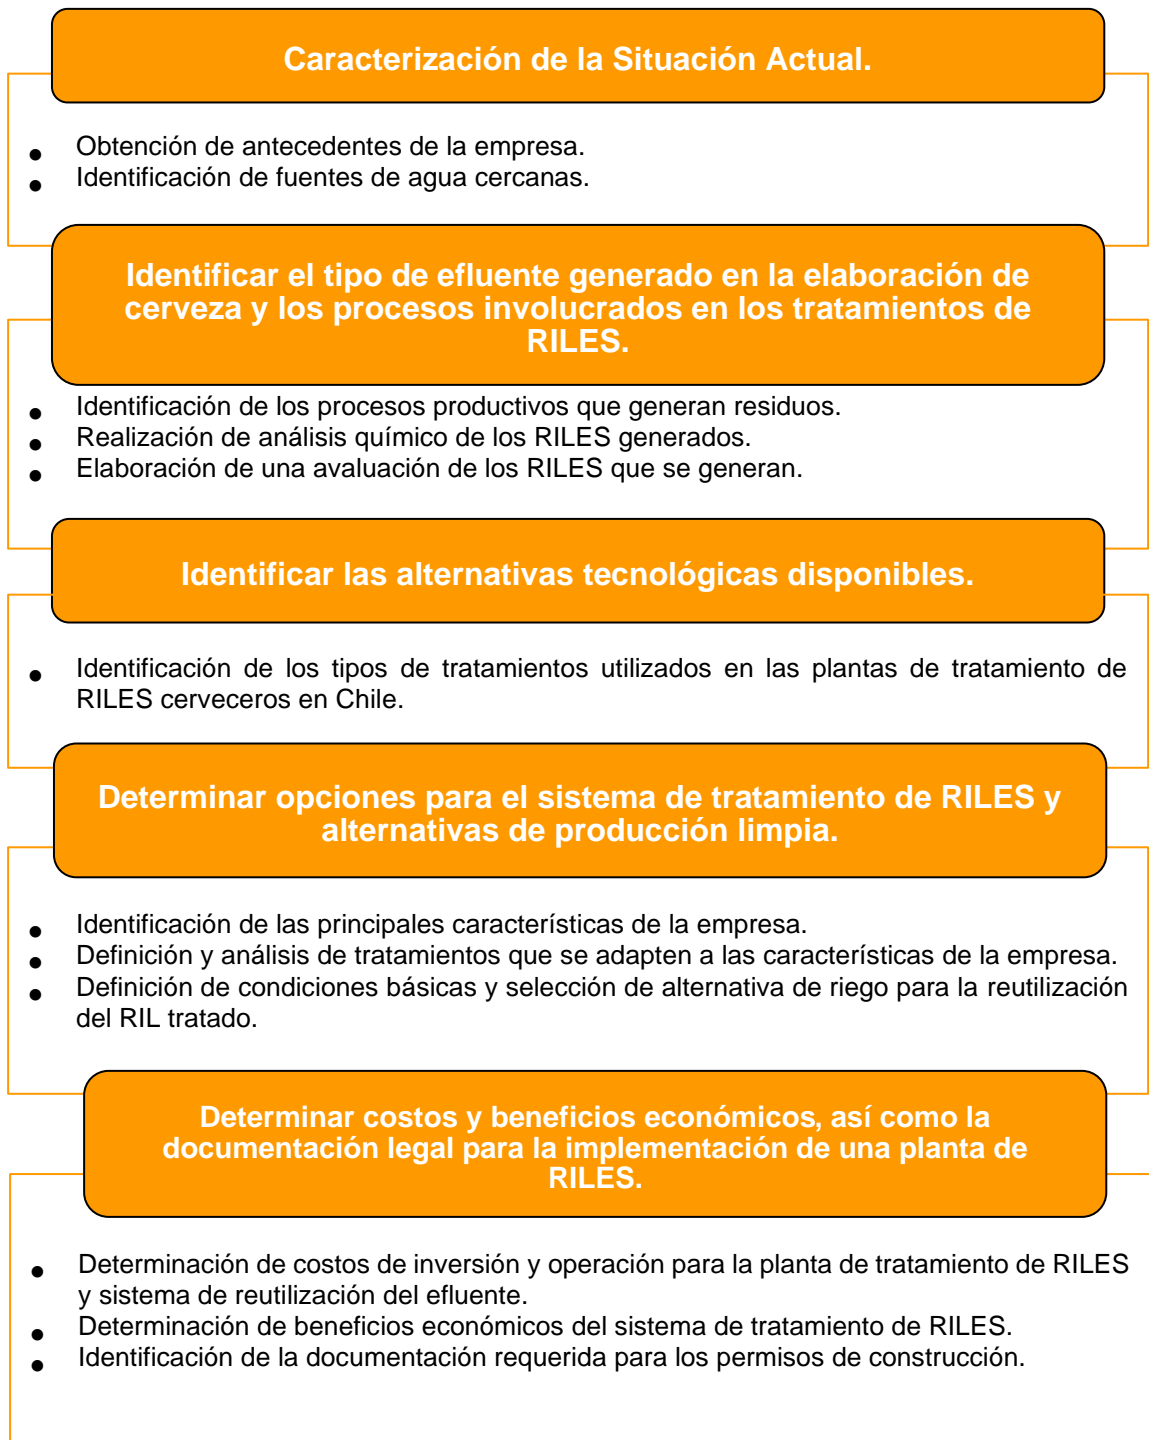 Caracterización de la Situación Actual.
• Obtención de antecedentes de la empresa.
• Identificación de fuentes de agua cercanas.
Identificar el tipo de efluente generado en la elaboración de
cerveza y los procesos involucrados en los tratamientos de
RILES.
• Identificación de los procesos productivos que generan residuos.
• Realización de análisis químico de los RILES generados.
• Elaboración de una avaluación de los RILES que se generan.
Identificar las alternativas tecnológicas disponibles.
• Identificación de los tipos de tratamientos utilizados en las plantas de tratamiento de
RILES cerveceros en Chile.
Determinar opciones para el sistema de tratamiento de RILES y
alternativas de producción limpia.
• Identificación de las principales características de la empresa.
• Definición y análisis de tratamientos que se adapten a las características de la empresa.
• Definición de condiciones básicas y selección de alternativa de riego para la reutilización
del RIL tratado.
Determinar costos y beneficios económicos, así como la
documentación legal para la implementación de una planta de
RILES.
• Determinación de costos de inversión y operación para la planta de tratamiento de RILES
y sistema de reutilización del efluente.
• Determinación de beneficios económicos del sistema de tratamiento de RILES.
• Identificación de la documentación requerida para los permisos de construcción.